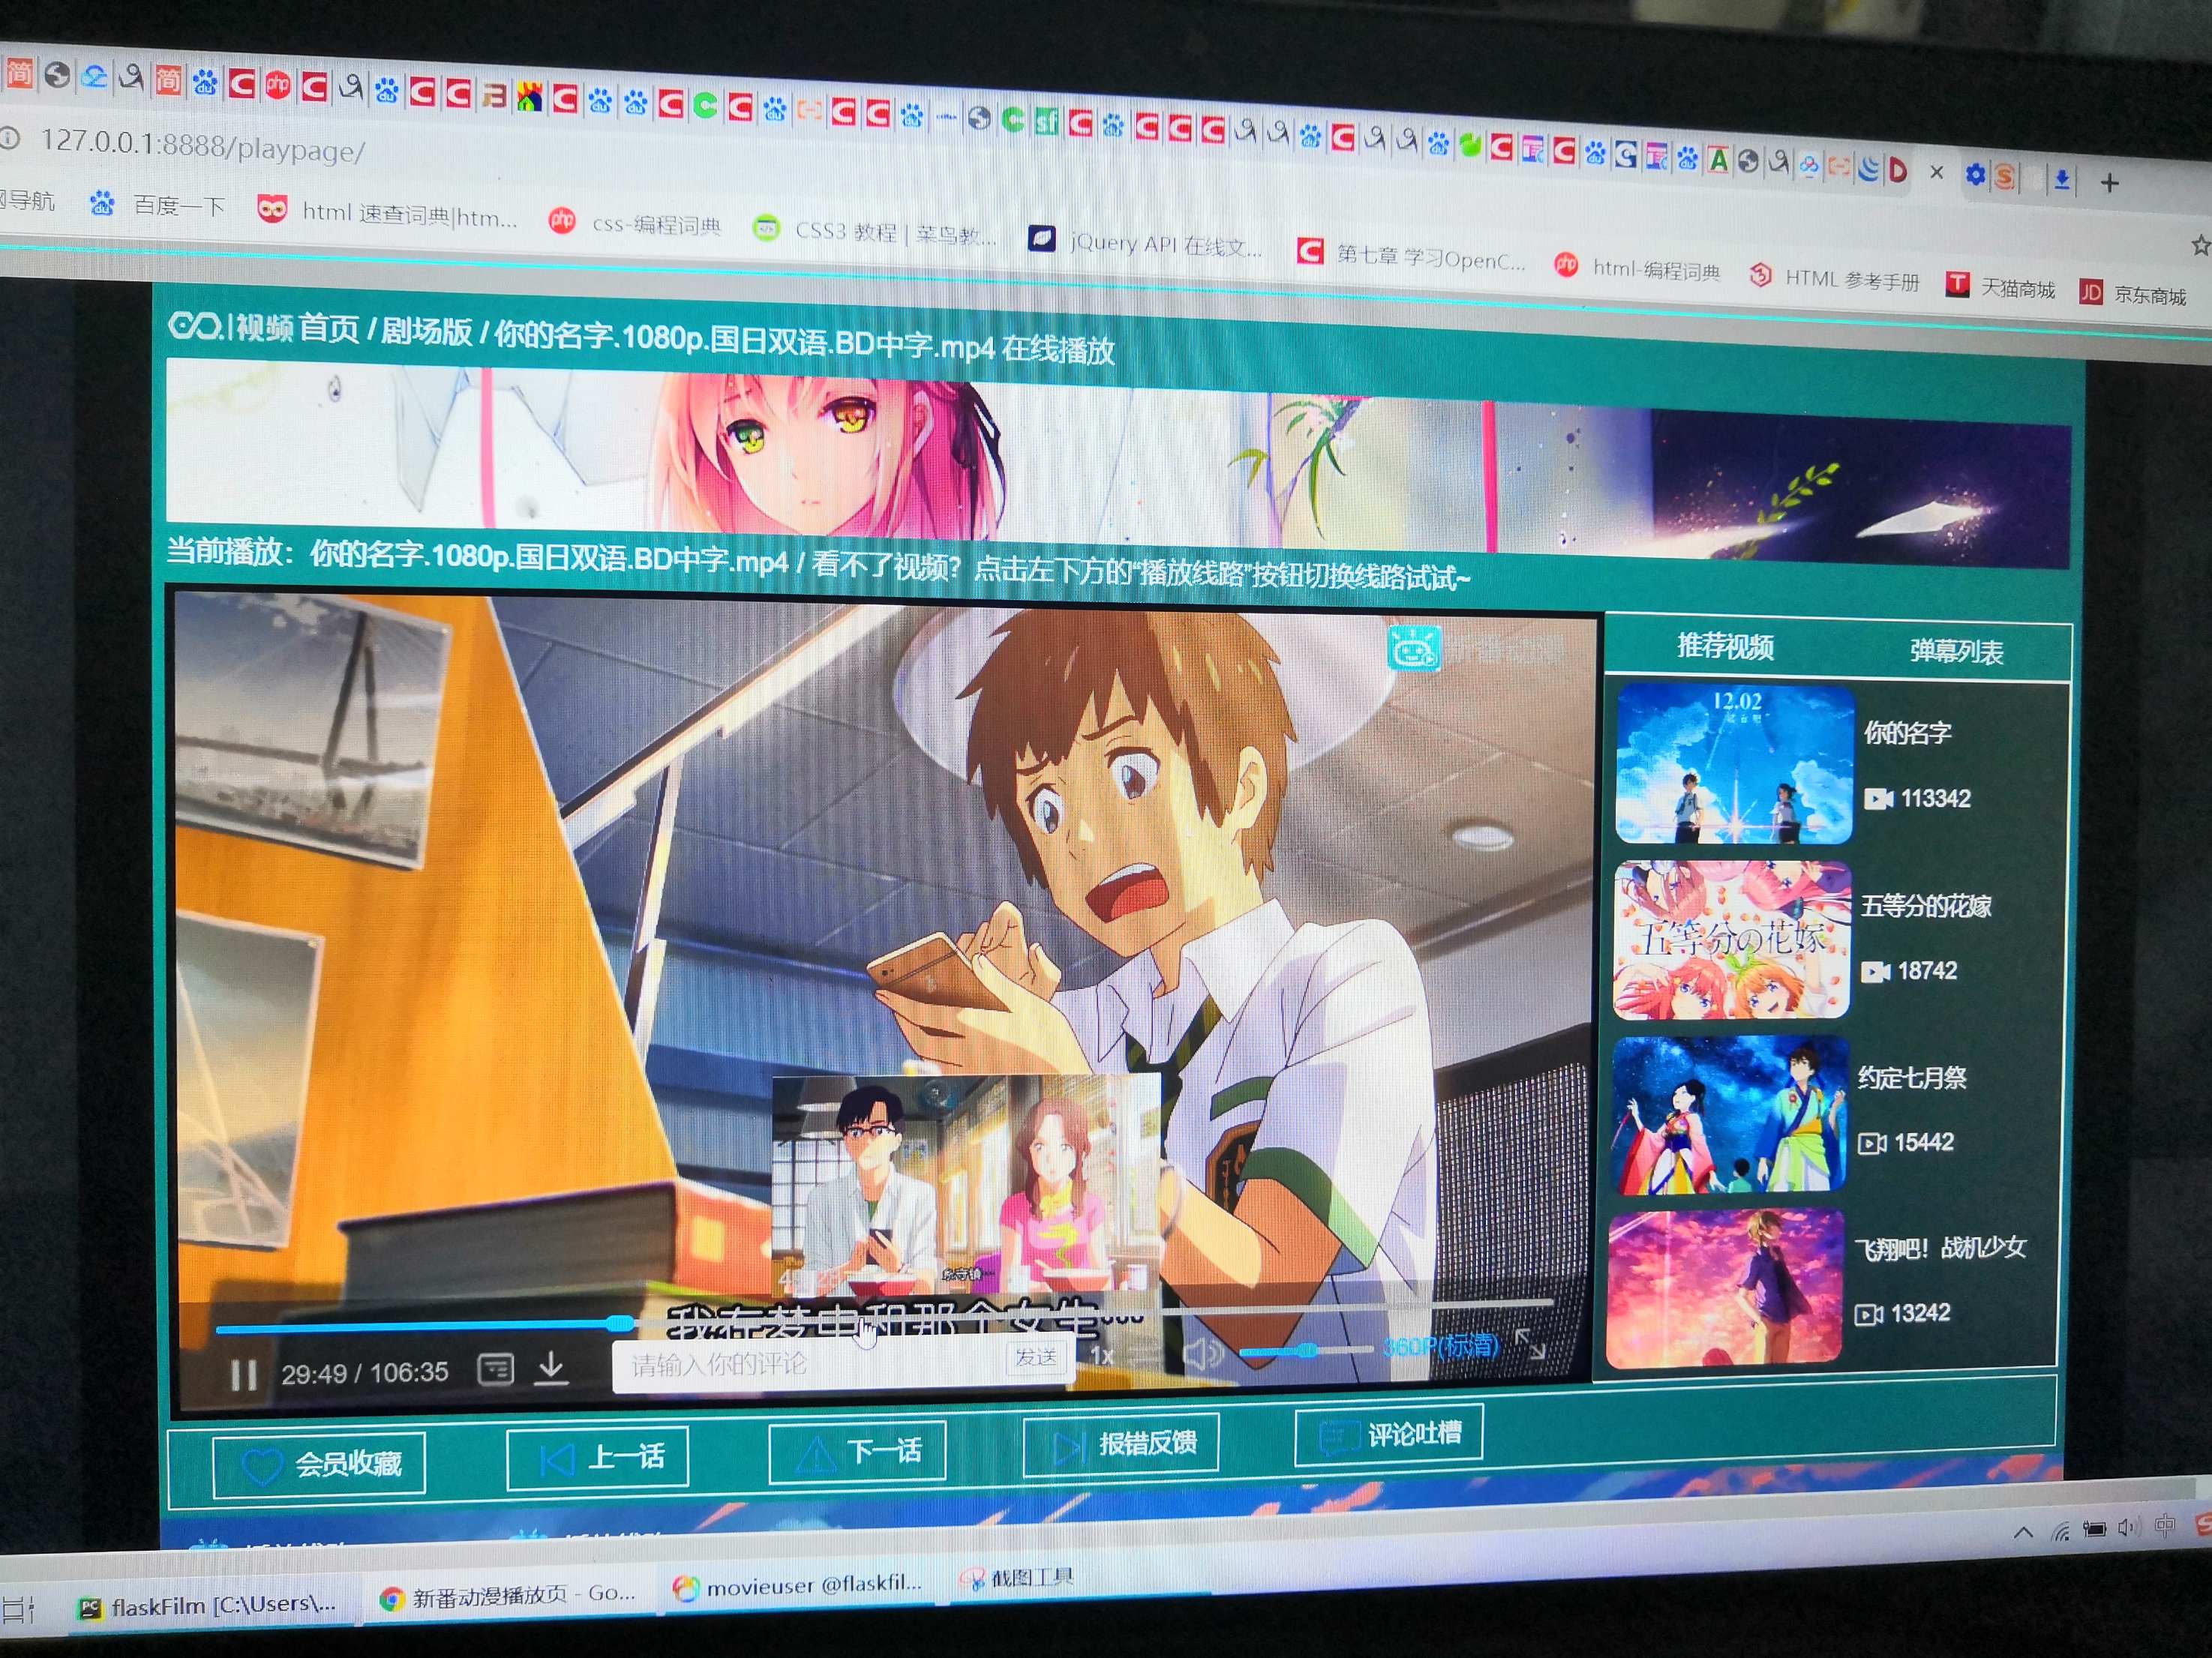 127.0.0.1:8888/playpage/
网导航 百度一下 html 速查词典|htm... css-编程词典 CSS3 教程 | 菜鸟教... jQuery API 在线文... 第七章 学习OpenC... html-编程词典 HTML 参考手册 天猫商城 京东商城
视频 首页 / 剧场版 / 你的名字.1080p.国日双语.BD中字.mp4 在线播放
当前播放：你的名字.1080p.国日双语.BD中字.mp4 / 看不了视频？点击左下方的“播放线路”按钮切换线路试试~
推荐视频 弹幕列表
12.02
你的名字
113342
五等分の花嫁
五等分的花嫁
18742
约定七月祭
15442
飞翔吧！战机少女
13242
我在梦中和那个女生...
29:49 / 106:35
请输入你的评论 发送 1x 360P(标清)
会员收藏 上一话 下一话 报错反馈 评论吐槽
flaskFilm [C:\Users\... 新番动漫播放页 - Go... movieuser @flaskfil... 截图工具
中